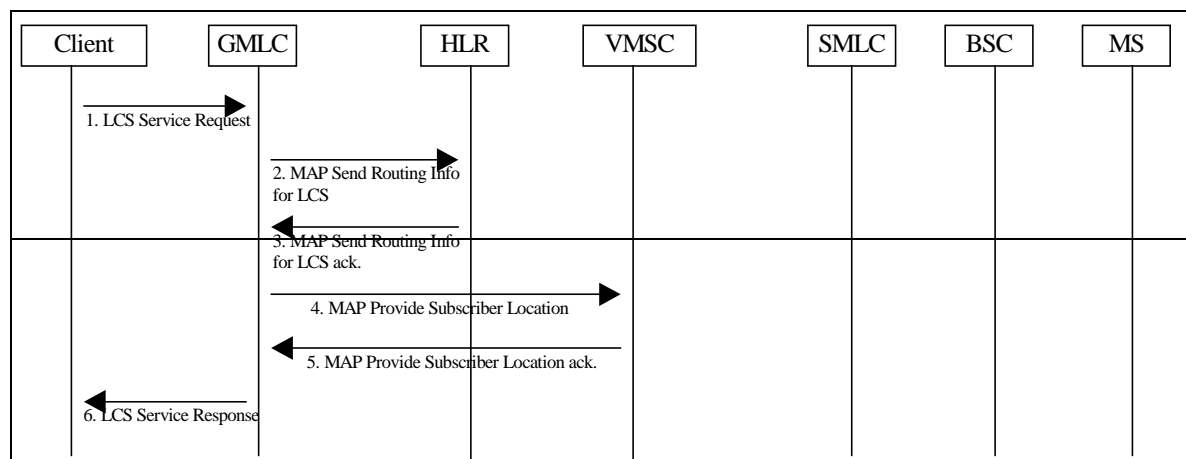 Client GMLC HLR VMSC SMLC BSC MS
1. LCS Service Request
2. MAP Send Routing Info
for LCS
3. MAP Send Routing Info
for LCS ack.
4. MAP Provide Subscriber Location
5. MAP Provide Subscriber Location ack.
6. LCS Service Response